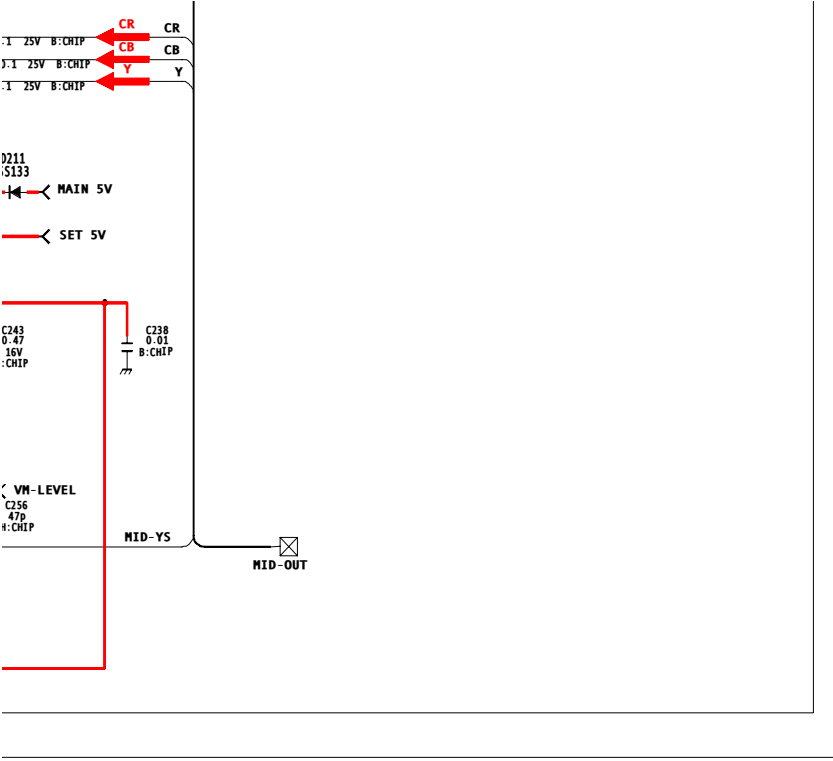 CR
CR
.1 25V B:CHIP
CB
CB
0.1 25V B:CHIP
Y
Y
.1 25V B:CHIP
D211
SS133
MAIN 5V
SET 5V
C243
0.47
16V
:CHIP
C238
0.01
B:CHIP
VM-LEVEL
C256
47p
H:CHIP
MID-YS
MID-OUT